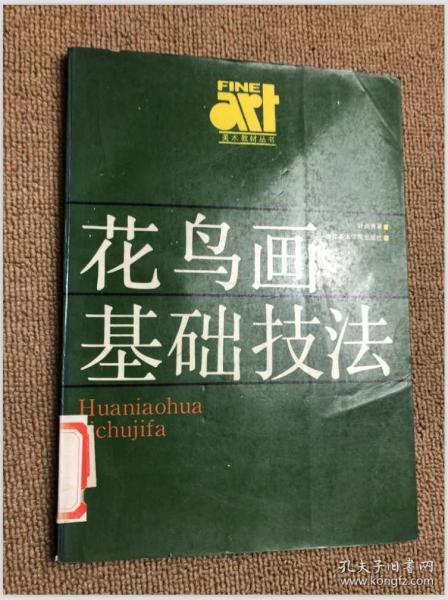 FINE
art
美术教材丛书
花鸟画
基础技法
Huaniaohua
jichujifa
孔夫子旧书网
www.kongfz.com